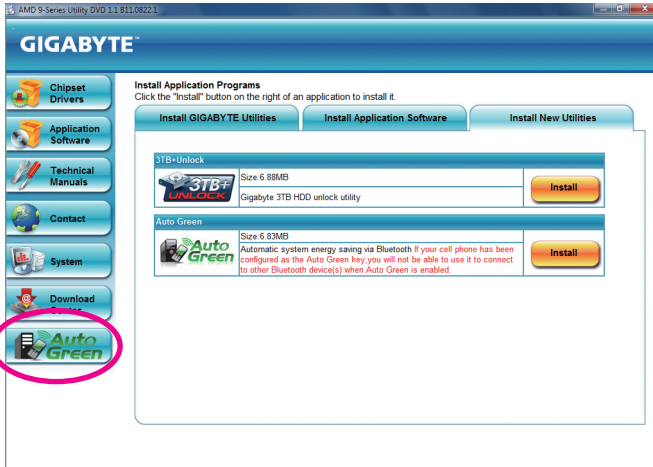 AMD 9-Series Utility DVD 1.1 B11.0822.1
GIGABYTE™
Chipset
Drivers
Application
Software
Technical
Manuals
Contact
System
Download
Center
Auto
Green
Install Application Programs
Click the "Install" button on the right of an application to install it.
Install GIGABYTE Utilities
Install Application Software
Install New Utilities
3TB+Unlock
3TB+
UNLOCK
Size:6.88MB
Gigabyte 3TB HDD unlock utility
Install
Auto Green
Auto
Green
Size:6.83MB
Automatic system energy saving via Bluetooth If your cell phone has been
configured as the Auto Green key,you will not be able to use it to connect
to other Bluetooth device(s) when Auto Green is enabled.
Install